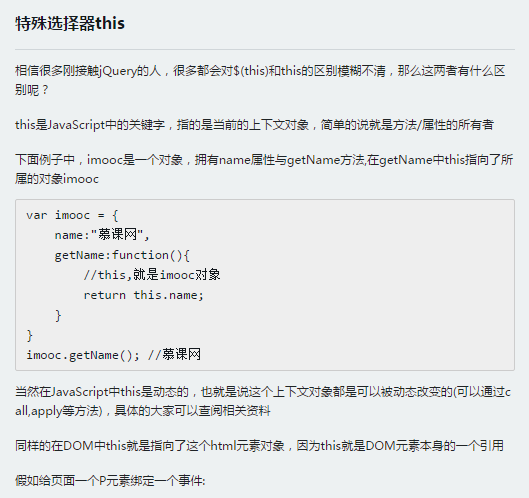 特殊选择器this
相信很多刚接触jQuery的人，很多都会对$(this)和this的区别模糊不清，那么这两者有什么区
别呢？
this是JavaScript中的关键字，指的是当前的上下文对象，简单的说就是方法/属性的所有者
下面例子中，imooc是一个对象，拥有name属性与getName方法,在getName中this指向了所
属的对象imooc
var imooc = {
    name:"慕课网",
    getName:function(){
        //this,就是imooc对象
        return this.name;
    }
}
imooc.getName(); //慕课网
当然在JavaScript中this是动态的，也就是说这个上下文对象都是可以被动态改变的(可以通过c
all,apply等方法)，具体的大家可以查阅相关资料
同样的在DOM中this就是指向了这个html元素对象，因为this就是DOM元素本身的一个引用
假如给页面一个P元素绑定一个事件: